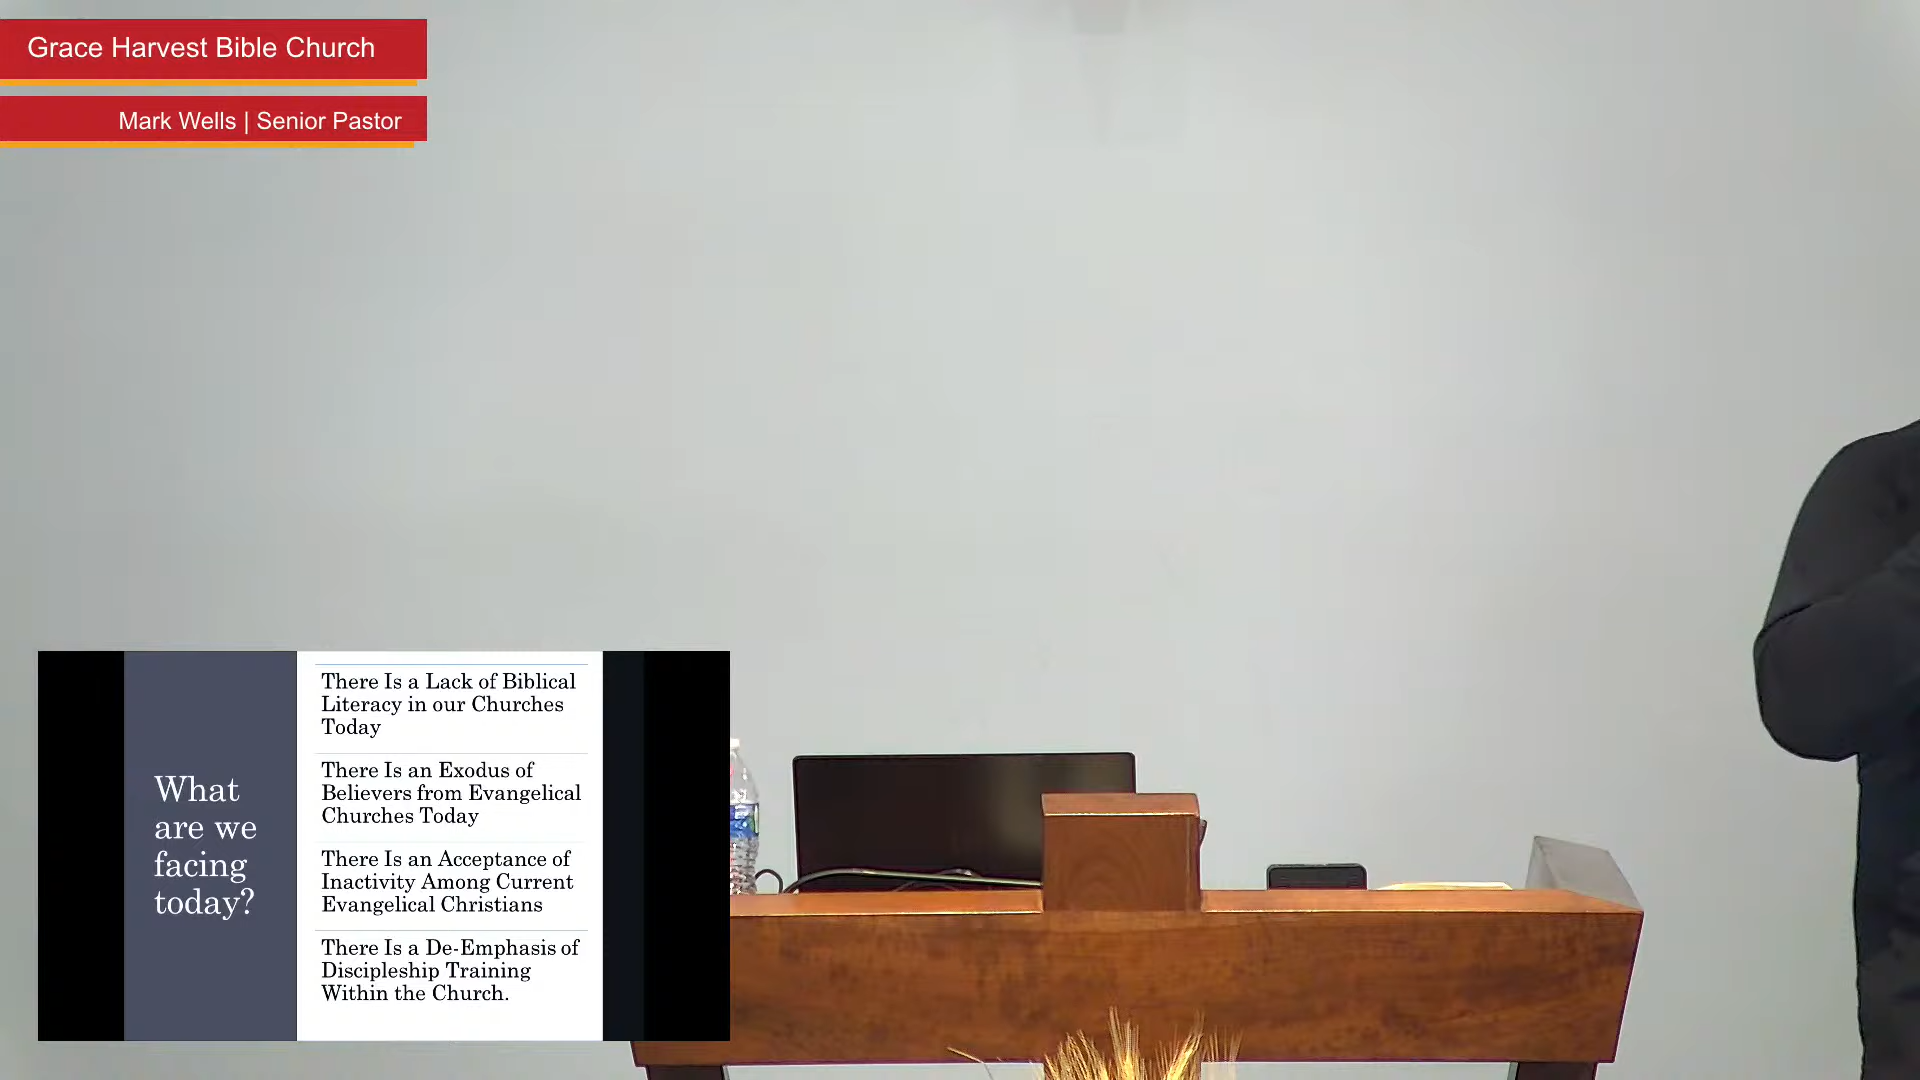 Grace Harvest Bible Church
Mark Wells | Senior Pastor
What
are we
facing
today?
There Is a Lack of Biblical
Literacy in our Churches
Today
There Is an Exodus of
Believers from Evangelical
Churches Today
There Is an Acceptance of
Inactivity Among Current
Evangelical Christians
There Is a De-Emphasis of
Discipleship Training
Within the Church.